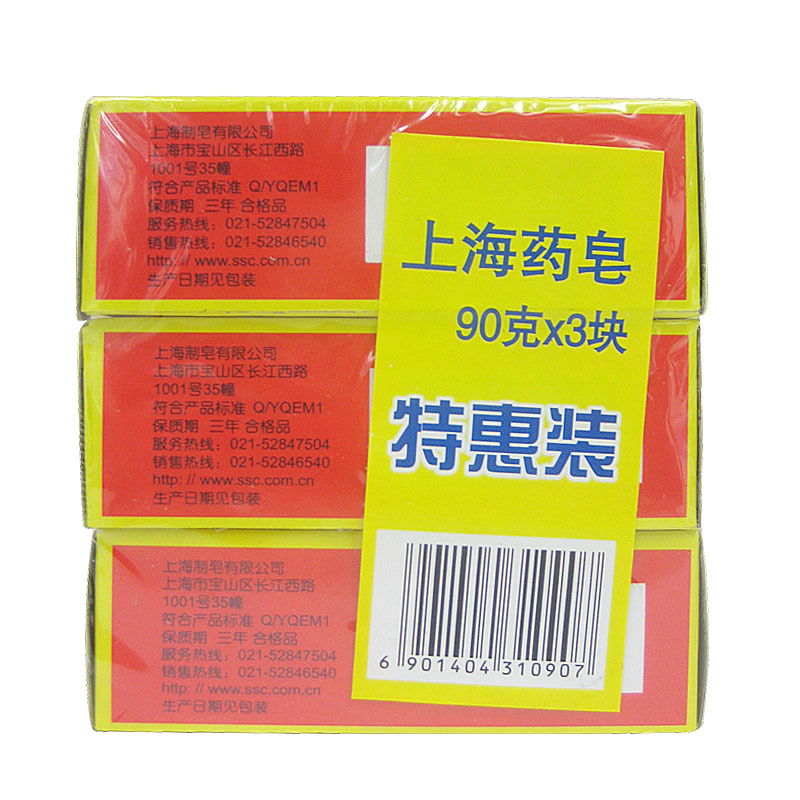 上海制皂有限公司
上海市宝山区长江西路
1001号35幢
符合产品标准 Q/YQEM1
保质期 三年 合格品
服务热线：021-52847504
销售热线：021-52846540
http: // www.ssc.com.cn
生产日期见包装
上海药皂
90克x3块
特惠装
上海制皂有限公司
上海市宝山区长江西路
1001号35幢
符合产品标准 Q/YQEM1
保质期 三年 合格品
服务热线：021-52847504
销售热线：021-52846540
http: // www.ssc.com.cn
生产日期见包装
上海制皂有限公司
上海市宝山区长江西路
1001号35幢
符合产品标准 Q/YQEM1
保质期 三年 合格品
服务热线：021-52847504
销售热线：021-52846540
http: // www.ssc.com.cn
生产日期见包装
6 901404 310907